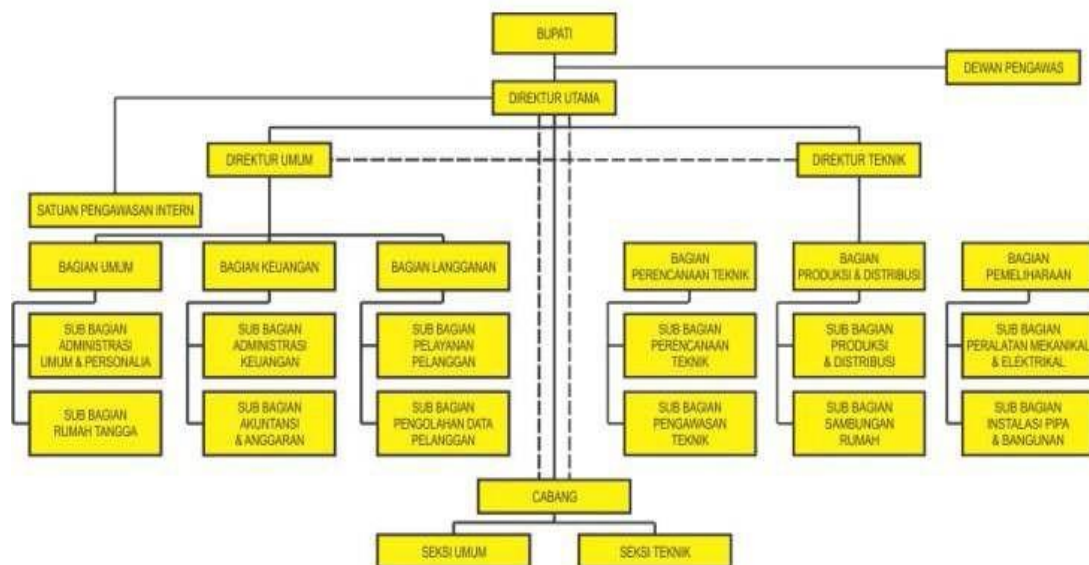 BUPATI
DEWAN PENGAWAS
DIREKTUR UTAMA
DIREKTUR UMUM
DIREKTUR TEKNIK
SATUAN PENGAWASAN INTERN
BAGIAN UMUM
BAGIAN KEUANGAN
BAGIAN LANGGANAN
BAGIAN
PERENCANAAN TEKNIK
BAGIAN
PRODUKSI & DISTRIBUSI
BAGIAN
PEMELIHARAAN
SUB BAGIAN
ADMINISTRASI
UMUM & PERSONALIA
SUB BAGIAN
ADMINISTRASI
KEUANGAN
SUB BAGIAN
PELAYANAN
PELANGGAN
SUB BAGIAN
PERENCANAAN
TEKNIK
SUB BAGIAN
PRODUKSI
& DISTRIBUSI
SUB BAGIAN
PERALATAN MEKANIKAL
& ELEKTRIKAL
SUB BAGIAN
RUMAH TANGGA
SUB BAGIAN
AKUNTANSI
& ANGGARAN
SUB BAGIAN
PENGOLAHAN DATA
PELANGGAN
SUB BAGIAN
PENGAWASAN
TEKNIK
SUB BAGIAN
SAMBUNGAN
RUMAH
SUB BAGIAN
INSTALASI PIPA
& BANGUNAN
CABANG
SEKSI UMUM
SEKSI TEKNIK